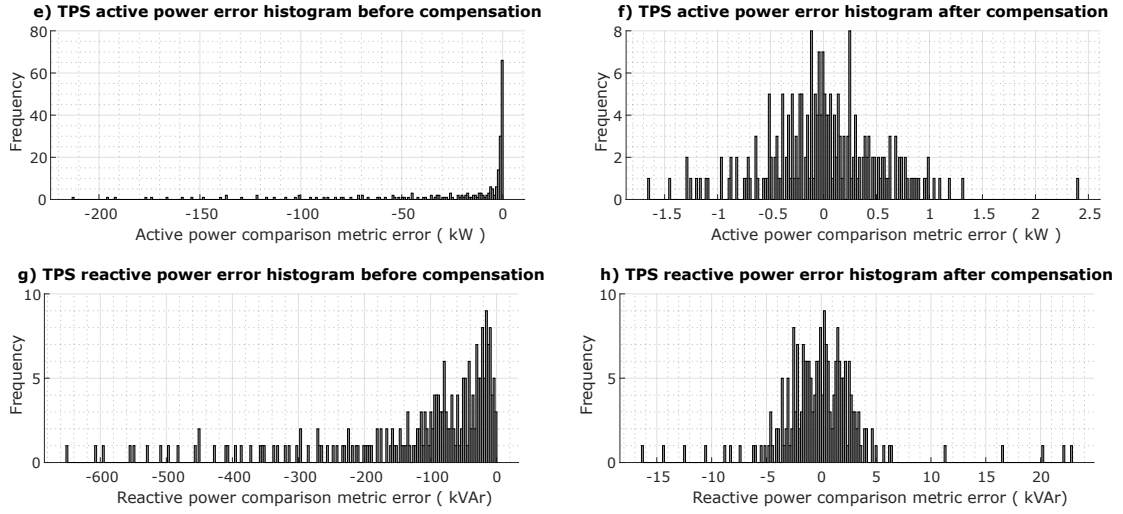 e) TPS active power error histogram before compensation
80
60
40
20
0
Frequency
-200 -150 -100 -50 0
Active power comparison metric error ( kW )
f) TPS active power error histogram after compensation
8
6
4
2
0
Frequency
-1.5 -1 -0.5 0 0.5 1 1.5 2 2.5
Active power comparison metric error ( kW )
g) TPS reactive power error histogram before compensation
10
5
0
Frequency
-600 -500 -400 -300 -200 -100 0
Reactive power comparison metric error ( kVAr )
h) TPS reactive power error histogram after compensation
10
5
0
Frequency
-15 -10 -5 0 5 10 15 20
Reactive power comparison metric error ( kVAr)